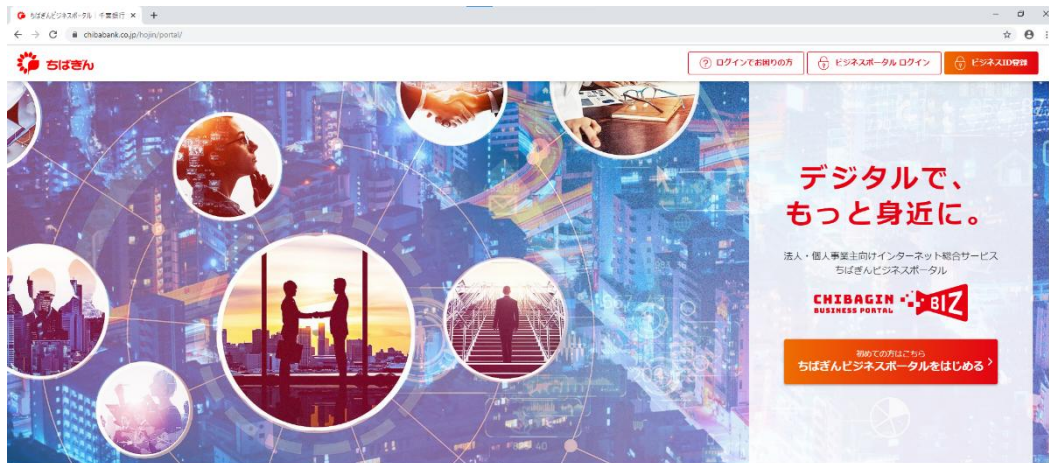 ちばぎんビジネスポータル｜千葉銀行
chibabank.co.jp/hojin/portal/
ちばぎん
ログインでお困りの方
ビジネスポータル ログイン
ビジネスID登録
デジタルで、
もっと身近に。
法人・個人事業主向けインターネット総合サービス
ちばぎんビジネスポータル
CHIBAGIN
BUSINESS PORTAL
BIZ
初めての方はこちら
ちばぎんビジネスポータルをはじめる